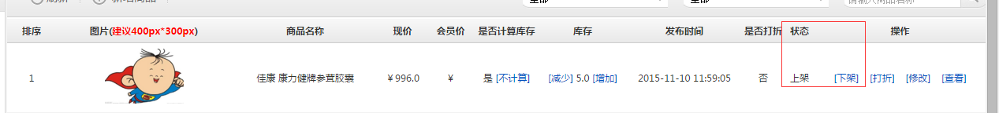 全部 全部 请输入商品名称
排序 图片(建议400px*300px) 商品名称 现价 会员价 是否计算库存 库存 发布时间 是否打折 状态 操作
1 佳康 康力健牌参茸胶囊 ￥996.0 ￥ 是 [不计算] [减少] 5.0 [增加] 2015-11-10 11:59:05 否 上架 [下架] [打折] [修改] [查看]